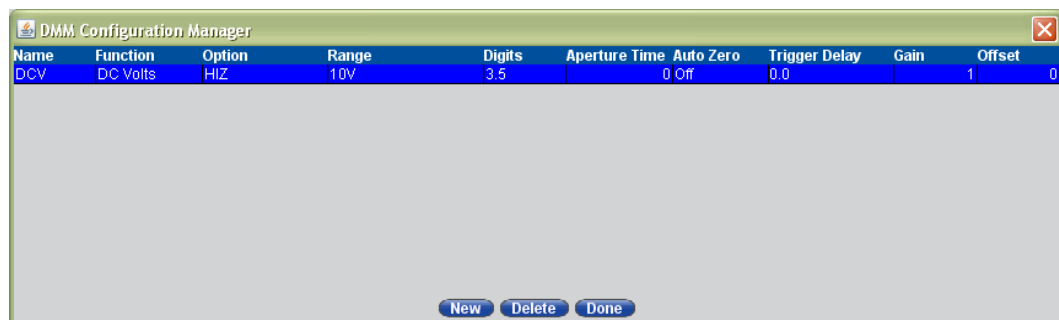 DMM Configuration Manager
Name Function Option Range Digits Aperture Time Auto Zero Trigger Delay Gain Offset
DCV DC Volts HIZ 10V 3.5 0 Off 0.0 1 0
New Delete Done